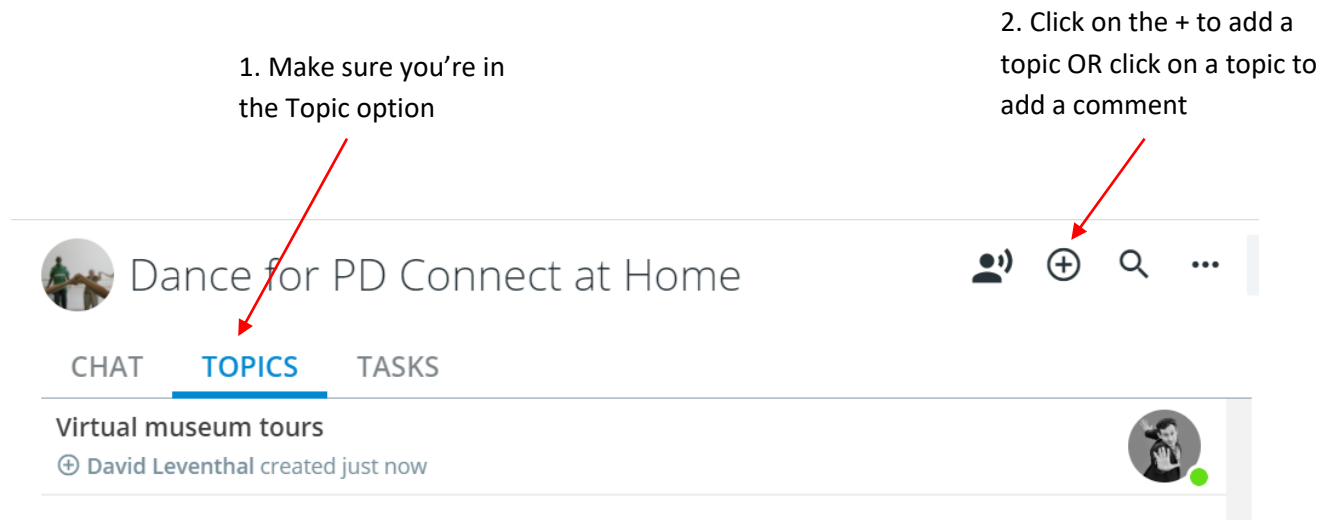 2. Click on the + to add a
topic OR click on a topic to
add a comment
1. Make sure you’re in
the Topic option
Dance for PD Connect at Home
CHAT TOPICS TASKS
Virtual museum tours
David Leventhal created just now